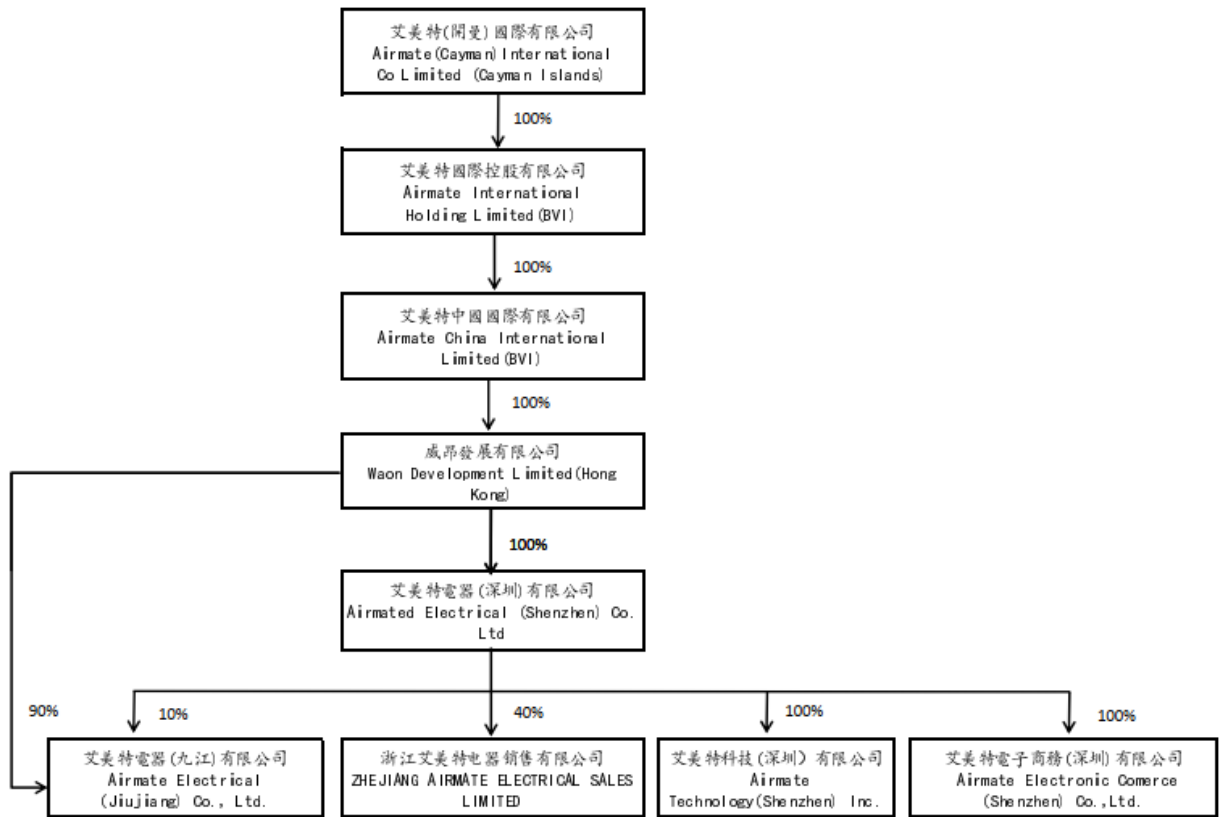 艾美特(開曼)國際有限公司
Airmate(Cayman)International
Co Limited (Cayman Islands)
100%
艾美特國際控股有限公司
Airmate International
Holding Limited(BVI)
100%
艾美特中國國際有限公司
Airmate China International
Limited(BVI)
100%
威昂發展有限公司
Waon Development Limited(Hong
Kong)
100%
艾美特電器(深圳)有限公司
Airmated Electrical (Shenzhen) Co.
Ltd
90%
10%
40%
100%
100%
艾美特電器(九江)有限公司
Airmate Electrical
(Jiujiang) Co., Ltd.
浙江艾美特电器銷售有限公司
ZHEJIANG AIRMATE ELECTRICAL SALES
LIMITED
艾美特科技(深圳）有限公司
Airmate
Technology(Shenzhen) Inc.
艾美特電子商務(深圳)有限公司
Airmate Electronic Comerce
(Shenzhen) Co.,Ltd.